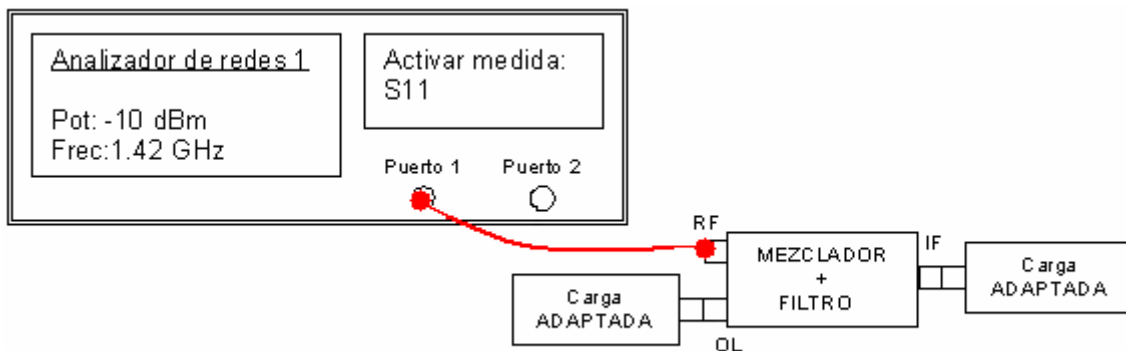 Analizador de redes 1
Pot: -10 dBm
Frec:1.42 GHz
Activar medida:
S11
Puerto 1
Puerto 2
RF
MEZCLADOR
+
FILTRO
IF
Carga
ADAPTADA
Carga
ADAPTADA
OL